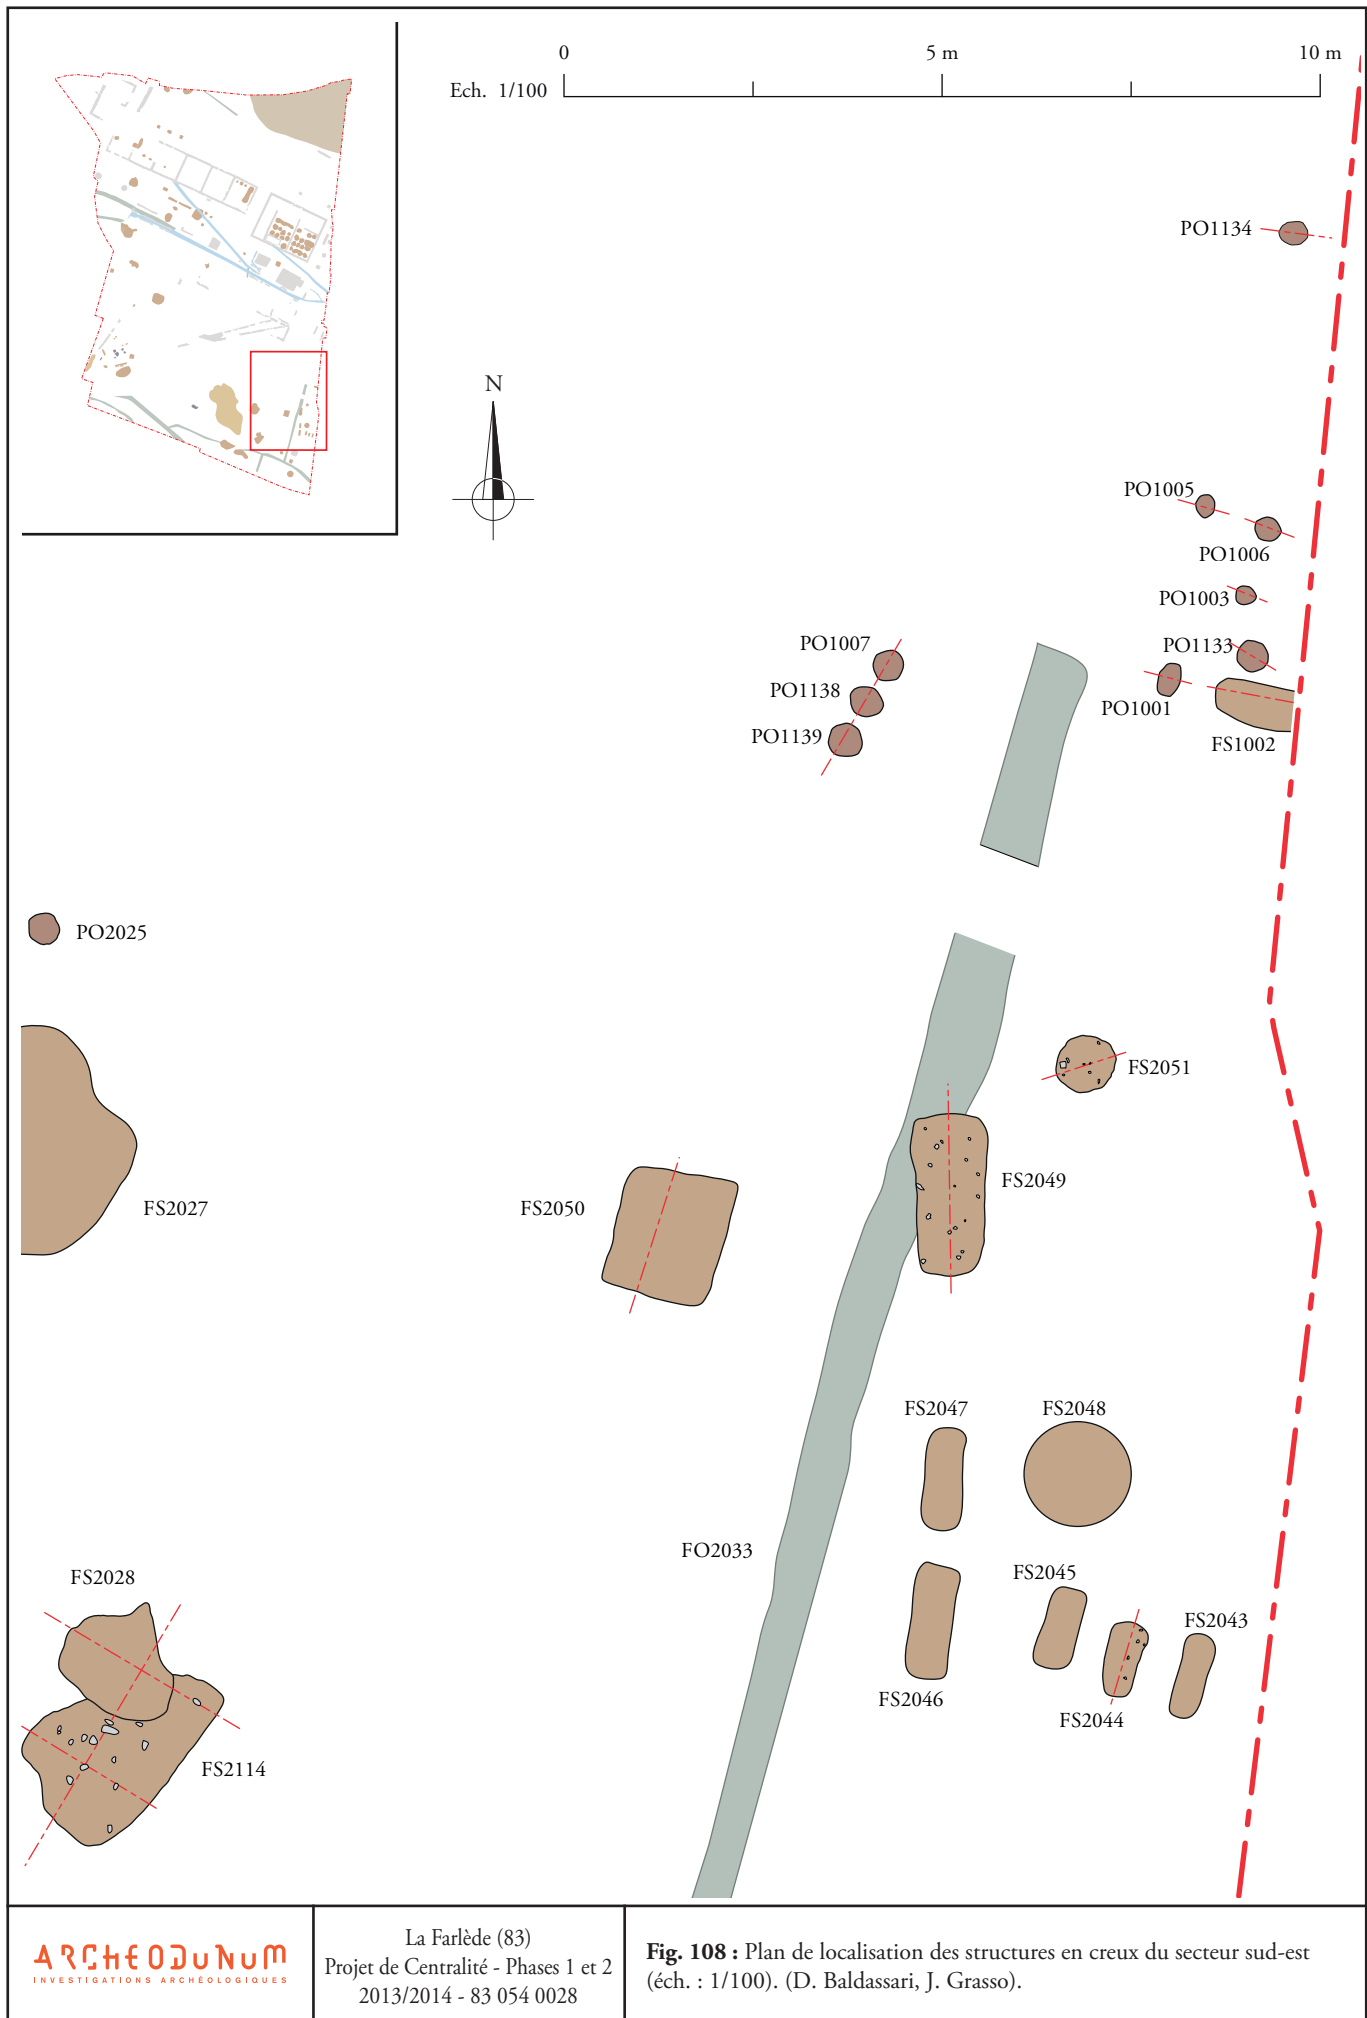 0 5 m 10 m
Ech. 1/100
PO1134
N
PO1005
PO1006
PO1003
PO1007
PO1133
PO1138
PO1001
PO1139
FS1002
PO2025
FS2051
FS2049
FS2027
FS2050
FS2047
FS2048
FO2033
FS2028
FS2045
FS2043
FS2046
FS2044
FS2114
ARCHEODUNUM
INVESTIGATIONS ARCHÉOLOGIQUES
La Farlède (83)
Projet de Centralité - Phases 1 et 2
2013/2014 - 83 054 0028
Fig. 108 : Plan de localisation des structures en creux du secteur sud-est
(éch. : 1/100). (D. Baldassari, J. Grasso).